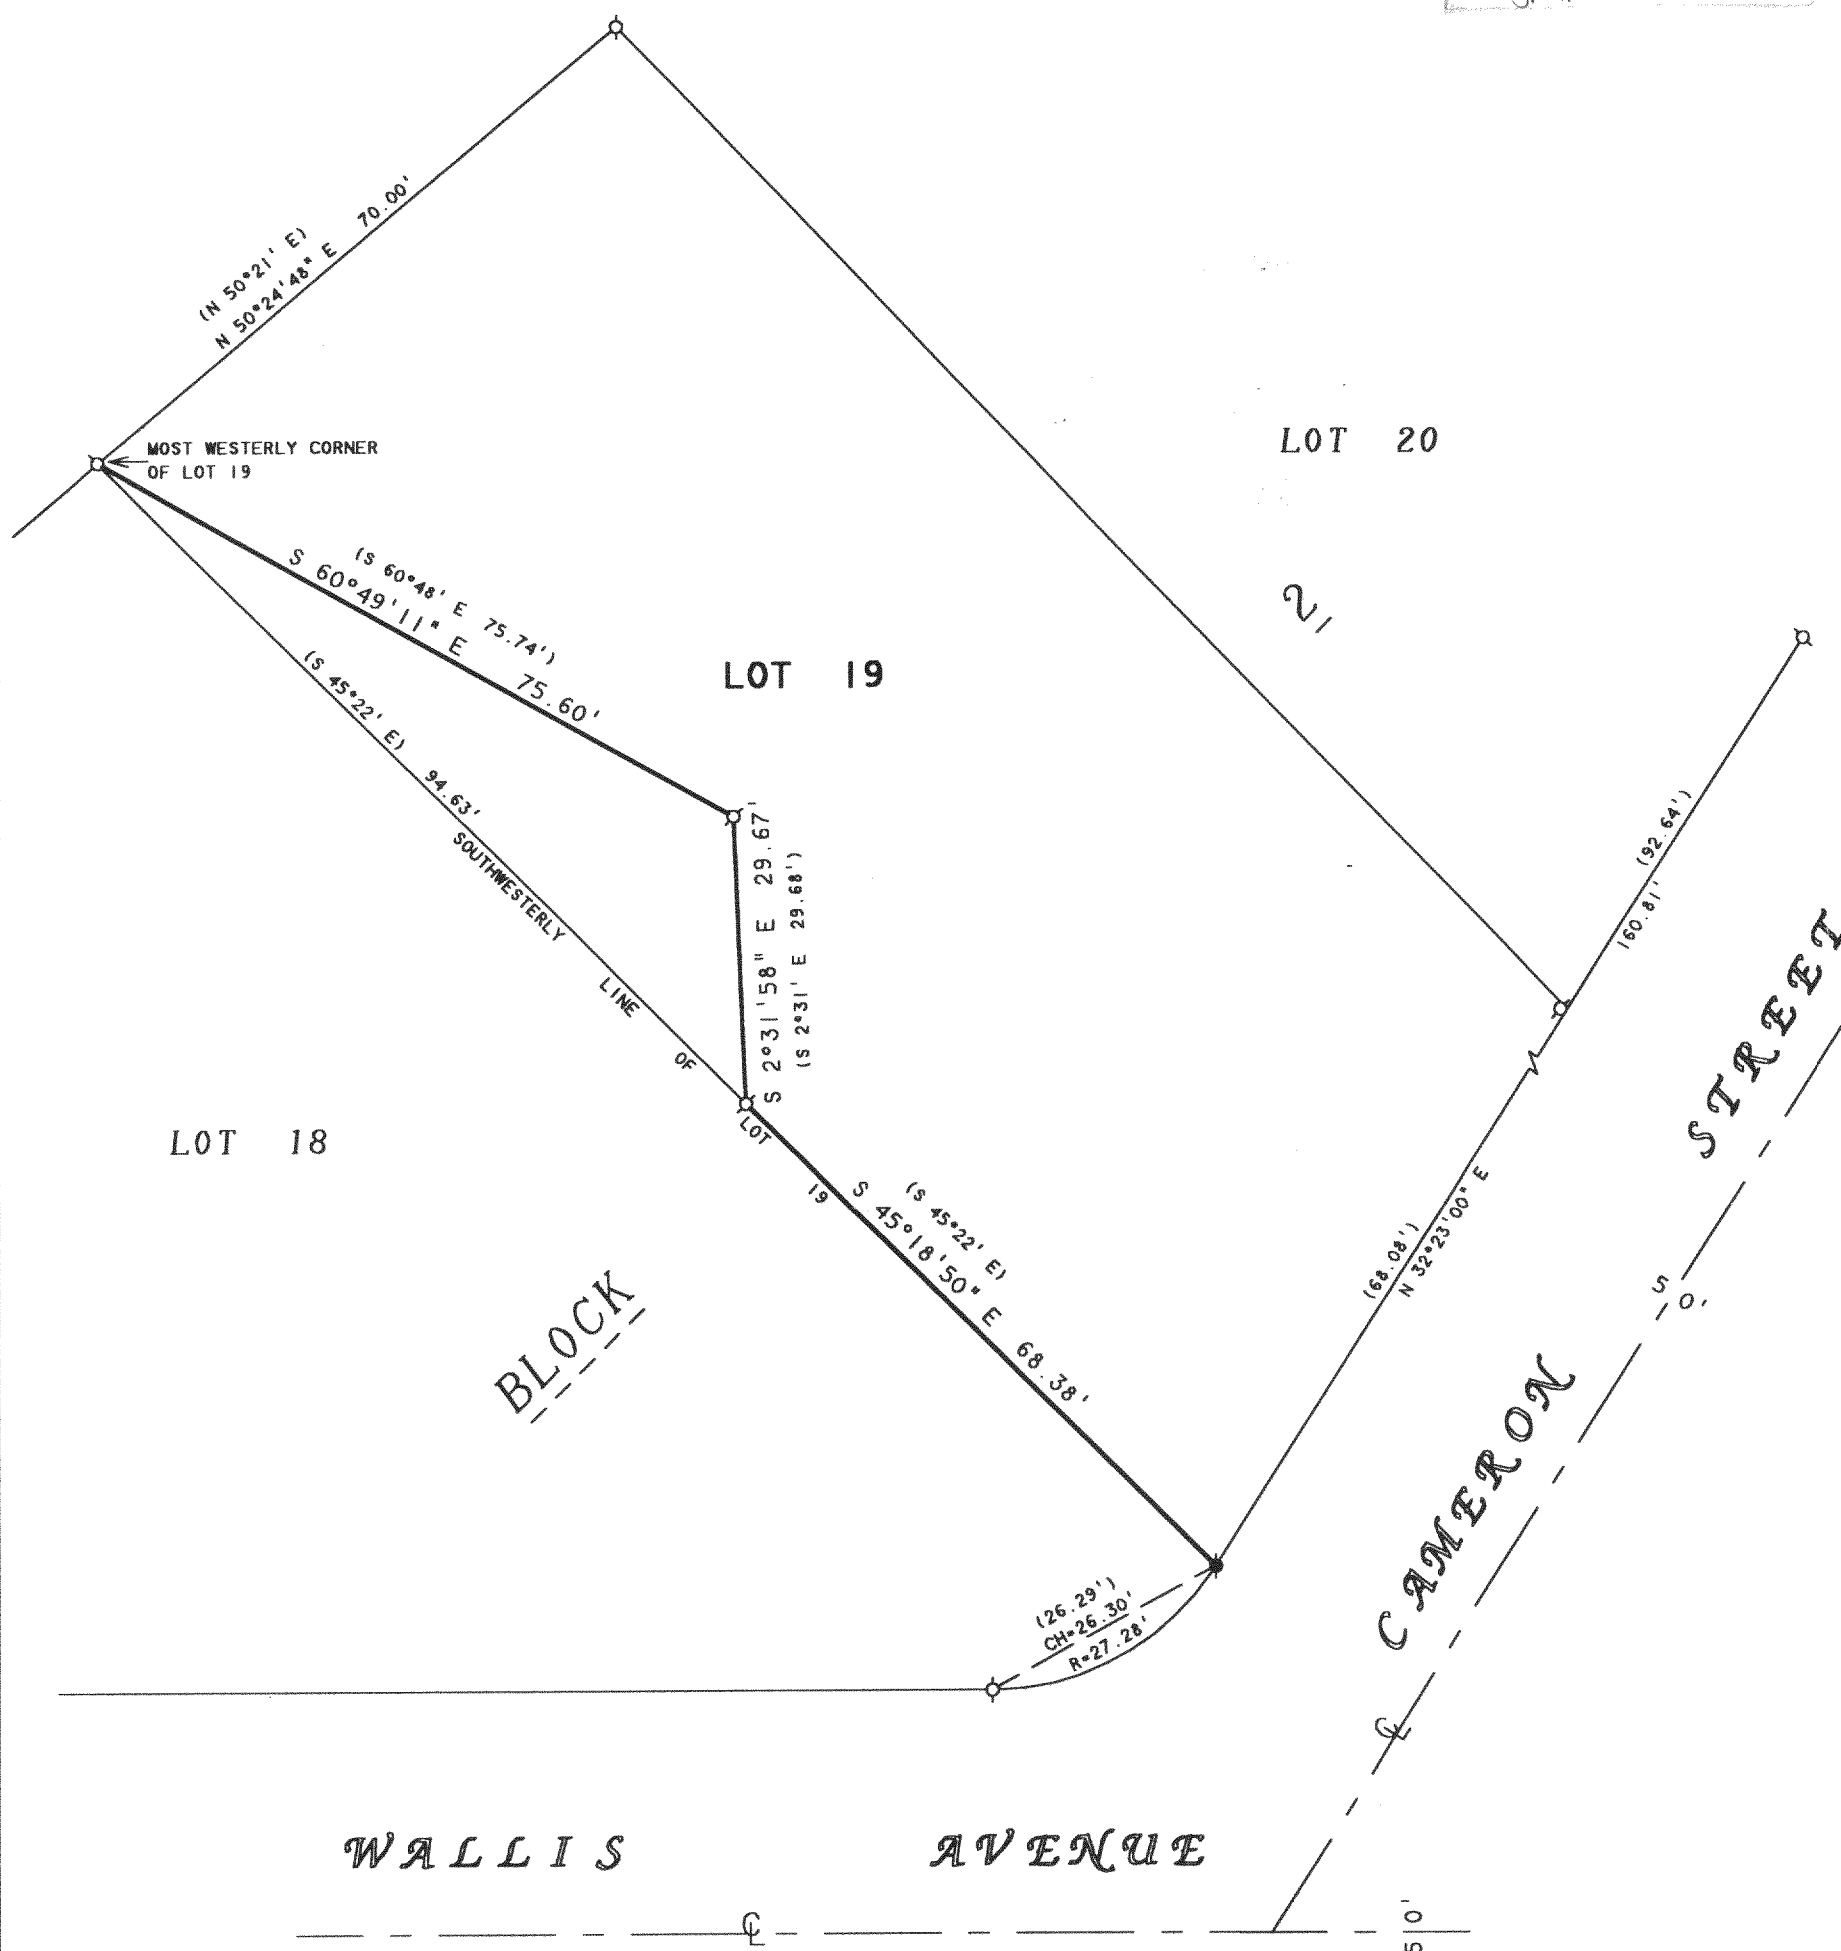 (N 50°21' E)
N 50°24'48" E 70.00'
MOST WESTERLY CORNER
OF LOT 19
LOT 20
(S 60°48' E 75.74')
S 60°49'11" E 75.60'
LOT 19
21
(S 45°22' E) 94.63'
SOUTHWESTERLY LINE OF LOT 19
S 2°31'58" E 29.67'
(S 2°31' E 29.68')
(92.64')
160.81'
LOT 18
(S 45°22' E)
S 45°18'50" E 68.38'
(68.08')
N 32°23'00" E
BLOCK
50'
CAMERON STREET
(26.29')
CH=26.30'
R=27.28'
℄
WALLIS AVENUE
℄
50'